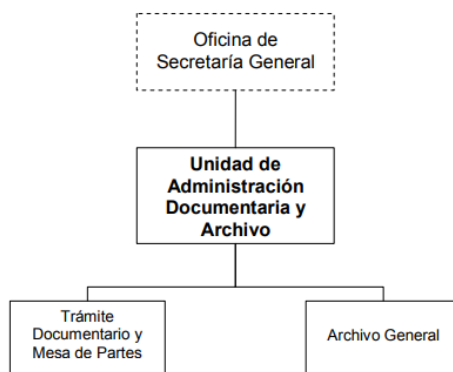 Oficina de
Secretaría General
Unidad de
Administración
Documentaria y
Archivo
Trámite
Documentario y
Mesa de Partes
Archivo General